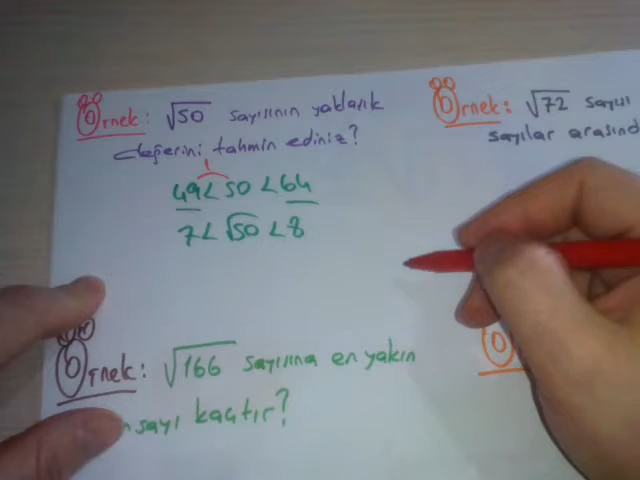 Örnek: √50 sayısının yaklaşık
değerini tahmin ediniz?
1
49 < 50 < 64
7 < √50 < 8
Örnek: √72 sayısı
sayılar arasınd
Örnek: √166 sayısına en yakın
sayı kaçtır?
Ö